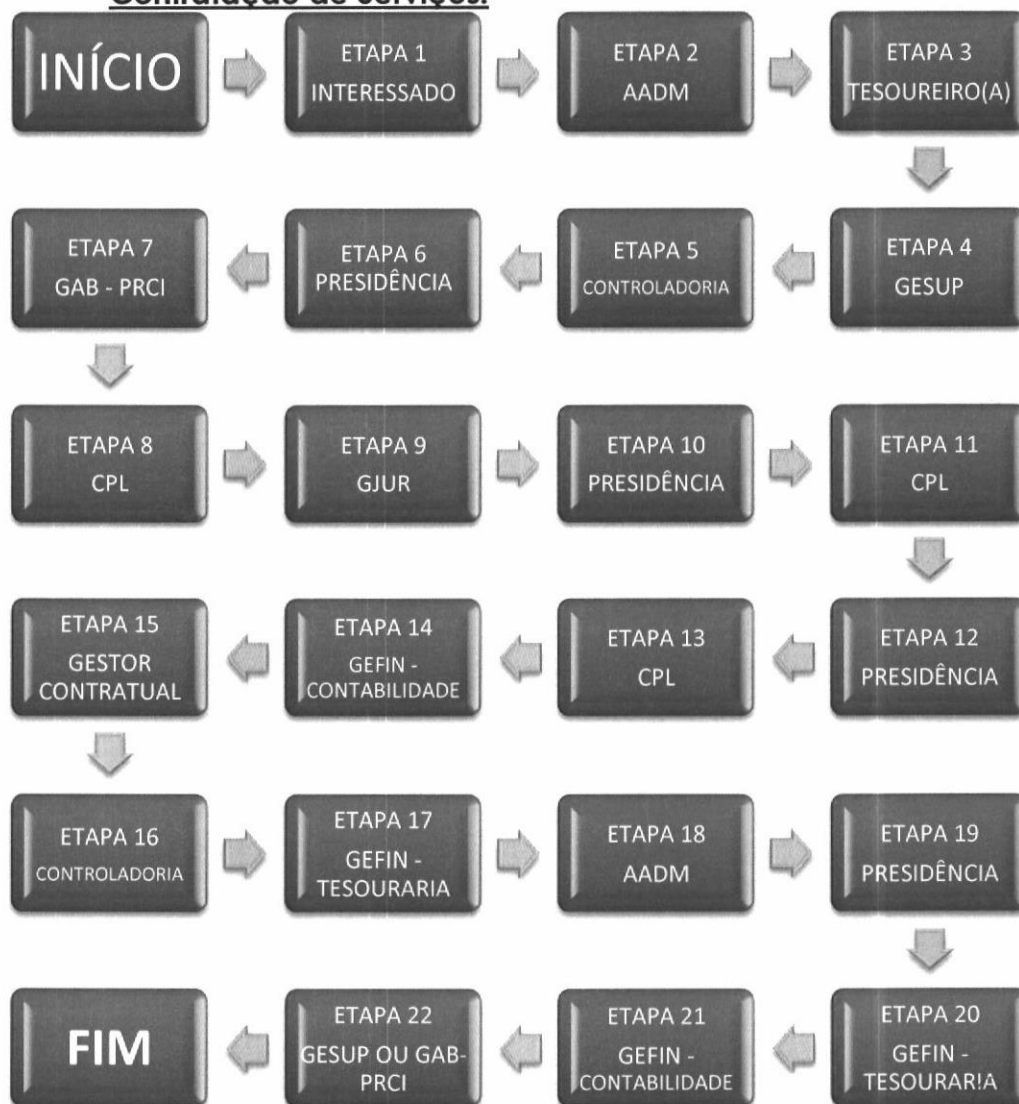 Contratação de serviços:
INÍCIO
ETAPA 1
INTERESSADO
ETAPA 2
AADM
ETAPA 3
TESOUREIRO(A)
ETAPA 4
GESUP
ETAPA 5
CONTROLADORIA
ETAPA 6
PRESIDÊNCIA
ETAPA 7
GAB - PRCI
ETAPA 8
CPL
ETAPA 9
GJUR
ETAPA 10
PRESIDÊNCIA
ETAPA 11
CPL
ETAPA 12
PRESIDÊNCIA
ETAPA 13
CPL
ETAPA 14
GEFIN -
CONTABILIDADE
ETAPA 15
GESTOR
CONTRATUAL
ETAPA 16
CONTROLADORIA
ETAPA 17
GEFIN -
TESOURARIA
ETAPA 18
AADM
ETAPA 19
PRESIDÊNCIA
ETAPA 20
GEFIN -
TESOURAR!A
ETAPA 21
GEFIN -
CONTABILIDADE
ETAPA 22
GESUP OU GAB-
PRCI
FIM